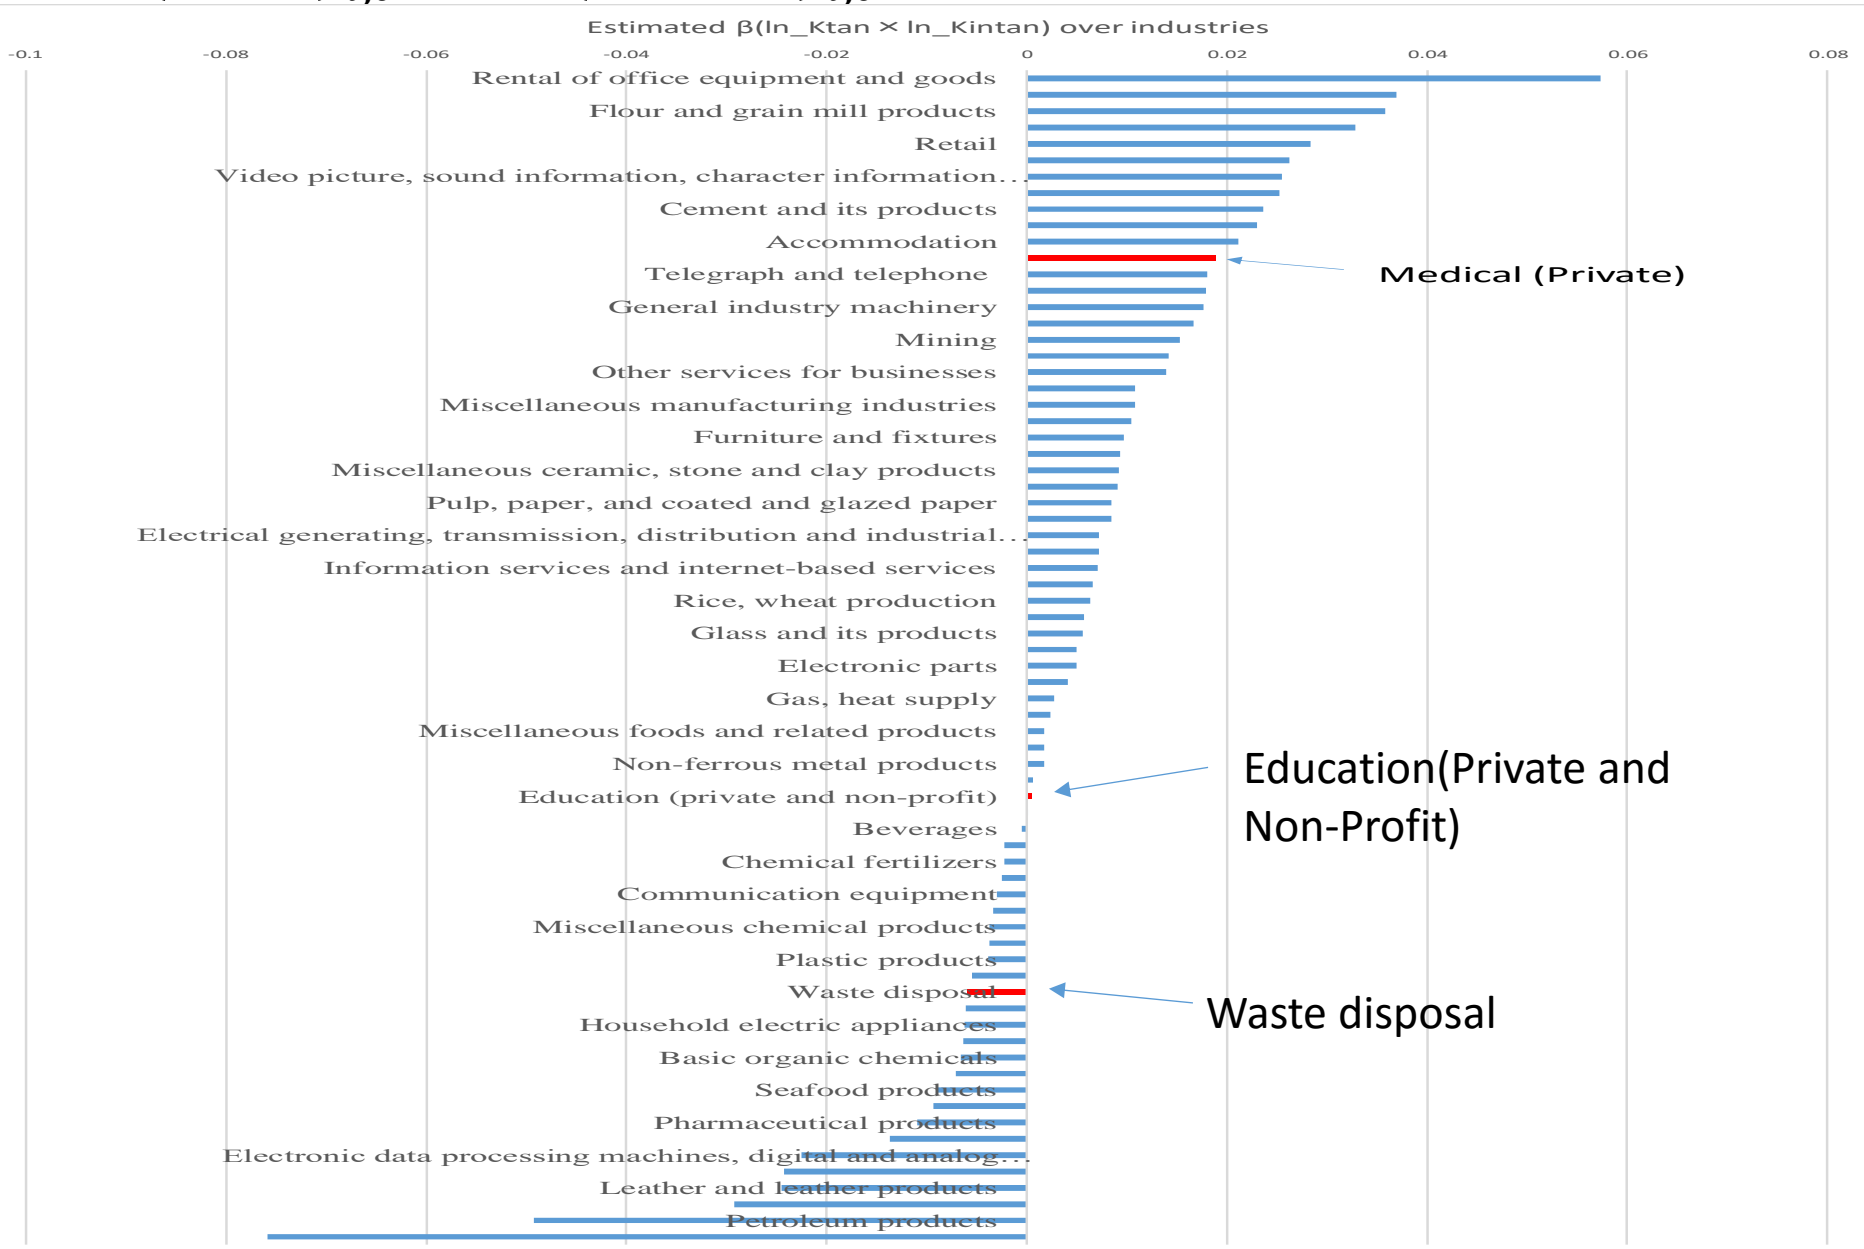 Estimated β(ln_Ktan × ln_Kintan) over industries
-0.1 -0.08 -0.06 -0.04 -0.02 0 0.02 0.04 0.06 0.08
Rental of office equipment and goods
Flour and grain mill products
Retail
Video picture, sound information, character information…
Cement and its products
Accommodation
Telegraph and telephone
Medical (Private)
General industry machinery
Mining
Other services for businesses
Miscellaneous manufacturing industries
Furniture and fixtures
Miscellaneous ceramic, stone and clay products
Pulp, paper, and coated and glazed paper
Electrical generating, transmission, distribution and industrial…
Information services and internet-based services
Rice, wheat production
Glass and its products
Electronic parts
Gas, heat supply
Miscellaneous foods and related products
Non-ferrous metal products
Education (private and non-profit)
Education(Private and
Non-Profit)
Beverages
Chemical fertilizers
Communication equipment
Miscellaneous chemical products
Plastic products
Waste disposal
Waste disposal
Household electric appliances
Basic organic chemicals
Seafood products
Pharmaceutical products
Electronic data processing machines, digital and analog…
Leather and leather products
Petroleum products